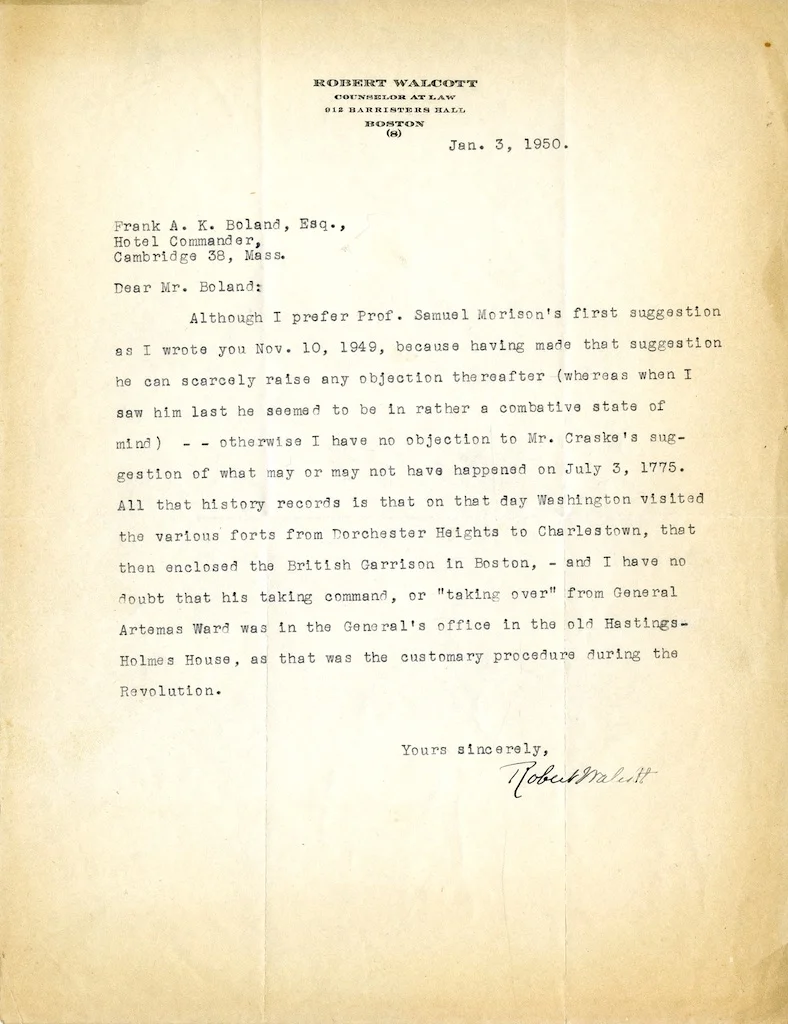 ROBERT WALCOTT
COUNSELOR AT LAW
912 BARRISTERS HALL
BOSTON
(8)
Jan. 3, 1950.
Frank A. K. Boland, Esq.,
Hotel Commander,
Cambridge 38, Mass.
Dear Mr. Boland:
Although I prefer Prof. Samuel Morison's first suggestion
as I wrote you Nov. 10, 1949, because having made that suggestion
he can scarcely raise any objection thereafter (whereas when I
saw him last he seemed to be in rather a combative state of
mind) - - otherwise I have no objection to Mr. Craske's sug-
gestion of what may or may not have happened on July 3, 1775.
All that history records is that on that day Washington visited
the various forts from Dorchester Heights to Charlestown, that
then enclosed the British Garrison in Boston, - and I have no
doubt that his taking command, or "taking over" from General
Artemas Ward was in the General's office in the old Hastings-
Holmes House, as that was the customary procedure during the
Revolution.
Yours sincerely,
Robert Walcott